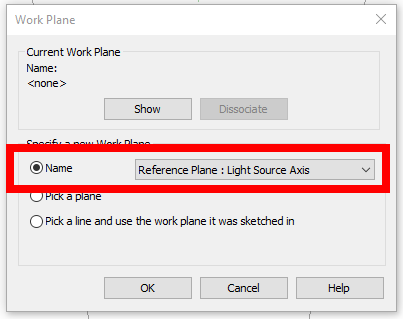 Work Plane
Current Work Plane
Name:
<none>
Show
Dissociate
Specify a new Work Plane
Name
Reference Plane : Light Source Axis
Pick a plane
Pick a line and use the work plane it was sketched in
OK
Cancel
Help